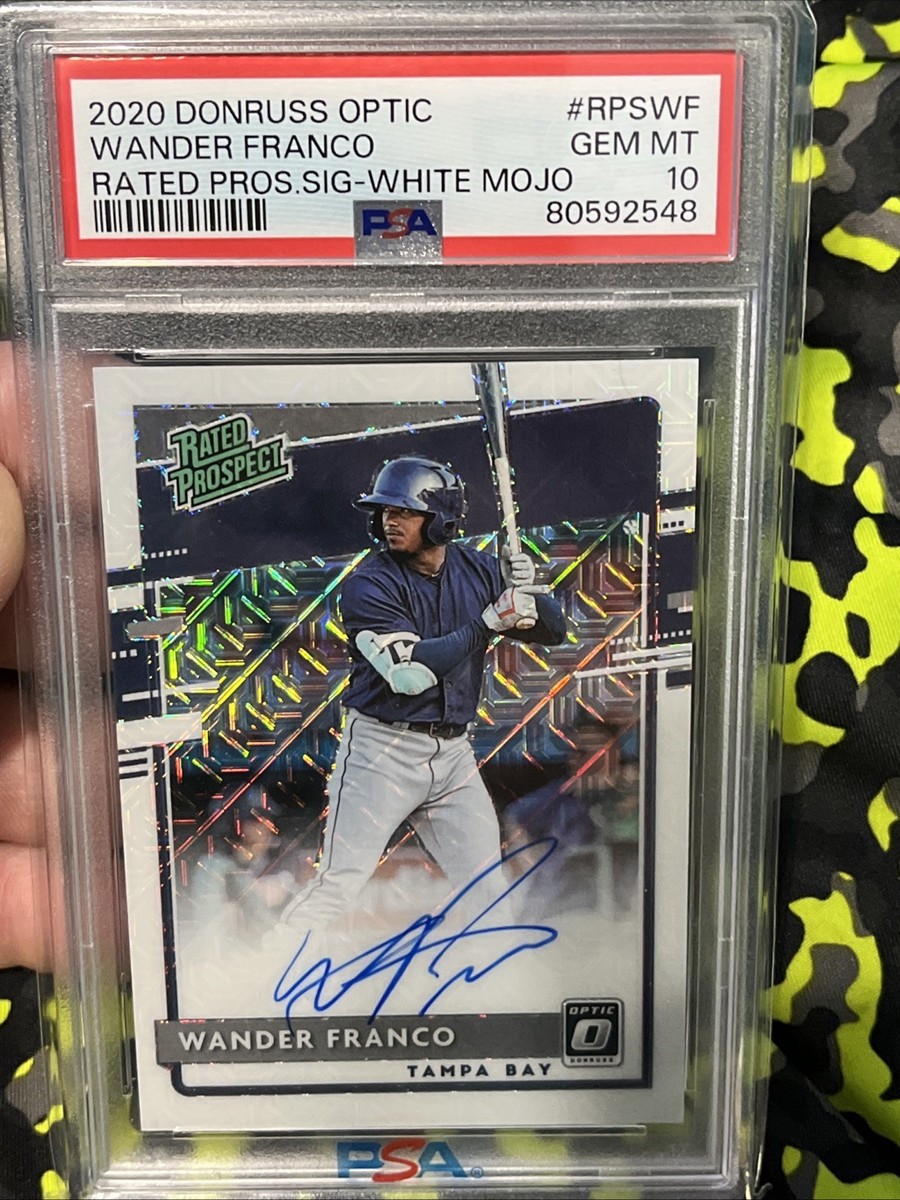 2020 DONRUSS OPTIC #RPSWF
WANDER FRANCO GEM MT
RATED PROS.SIG-WHITE MOJO 10
PSA 80592548
RATED
PROSPECT
OPTIC
WANDER FRANCO
DONRUSS
TAMPA BAY
PSA